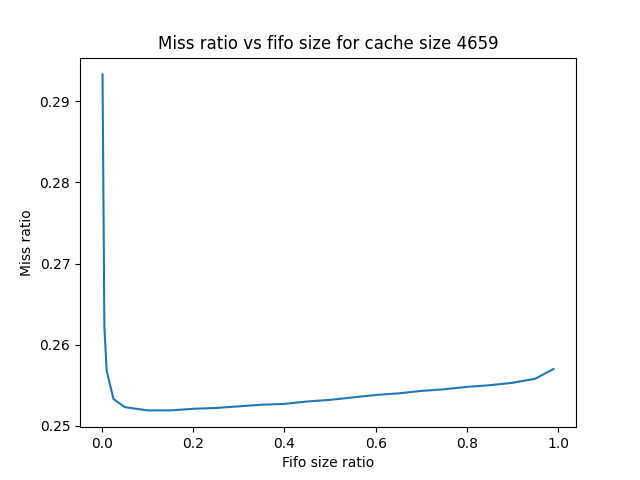 Miss ratio vs fifo size for cache size 4659
0.29
0.28
0.27
0.26
0.25
Miss ratio
0.0 0.2 0.4 0.6 0.8 1.0
Fifo size ratio